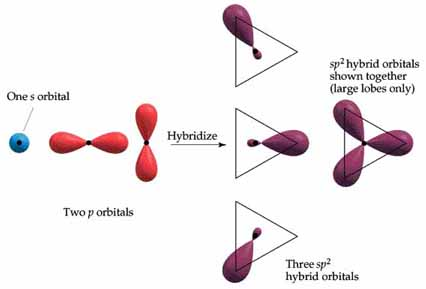 One s orbital
Two p orbitals
Hybridize
sp² hybrid orbitals
shown together
(large lobes only)
Three sp²
hybrid orbitals